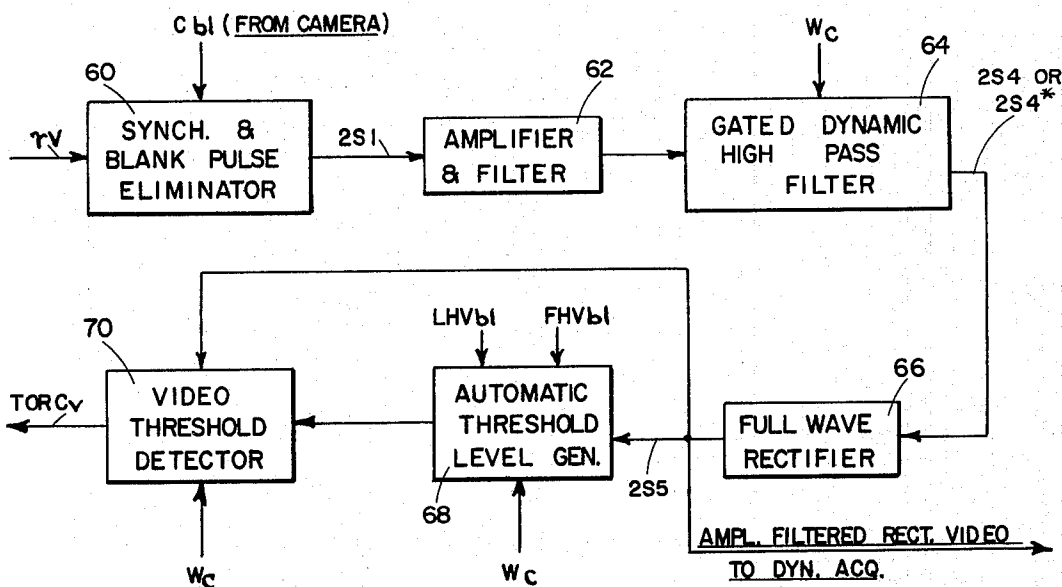 Cbl (FROM CAMERA)
WC
60
62
64
2S4 OR
2S4*
rV
SYNCH. &
BLANK PULSE
ELIMINATOR
2S1
AMPLIFIER
& FILTER
GATED DYNAMIC
HIGH PASS
FILTER
LHVbl
FHVbl
70
66
TORCV
VIDEO
THRESHOLD
DETECTOR
AUTOMATIC
THRESHOLD
LEVEL GEN.
68
2S5
FULL WAVE
RECTIFIER
WC
WC
AMPL. FILTERED RECT. VIDEO
TO DYN. ACQ.